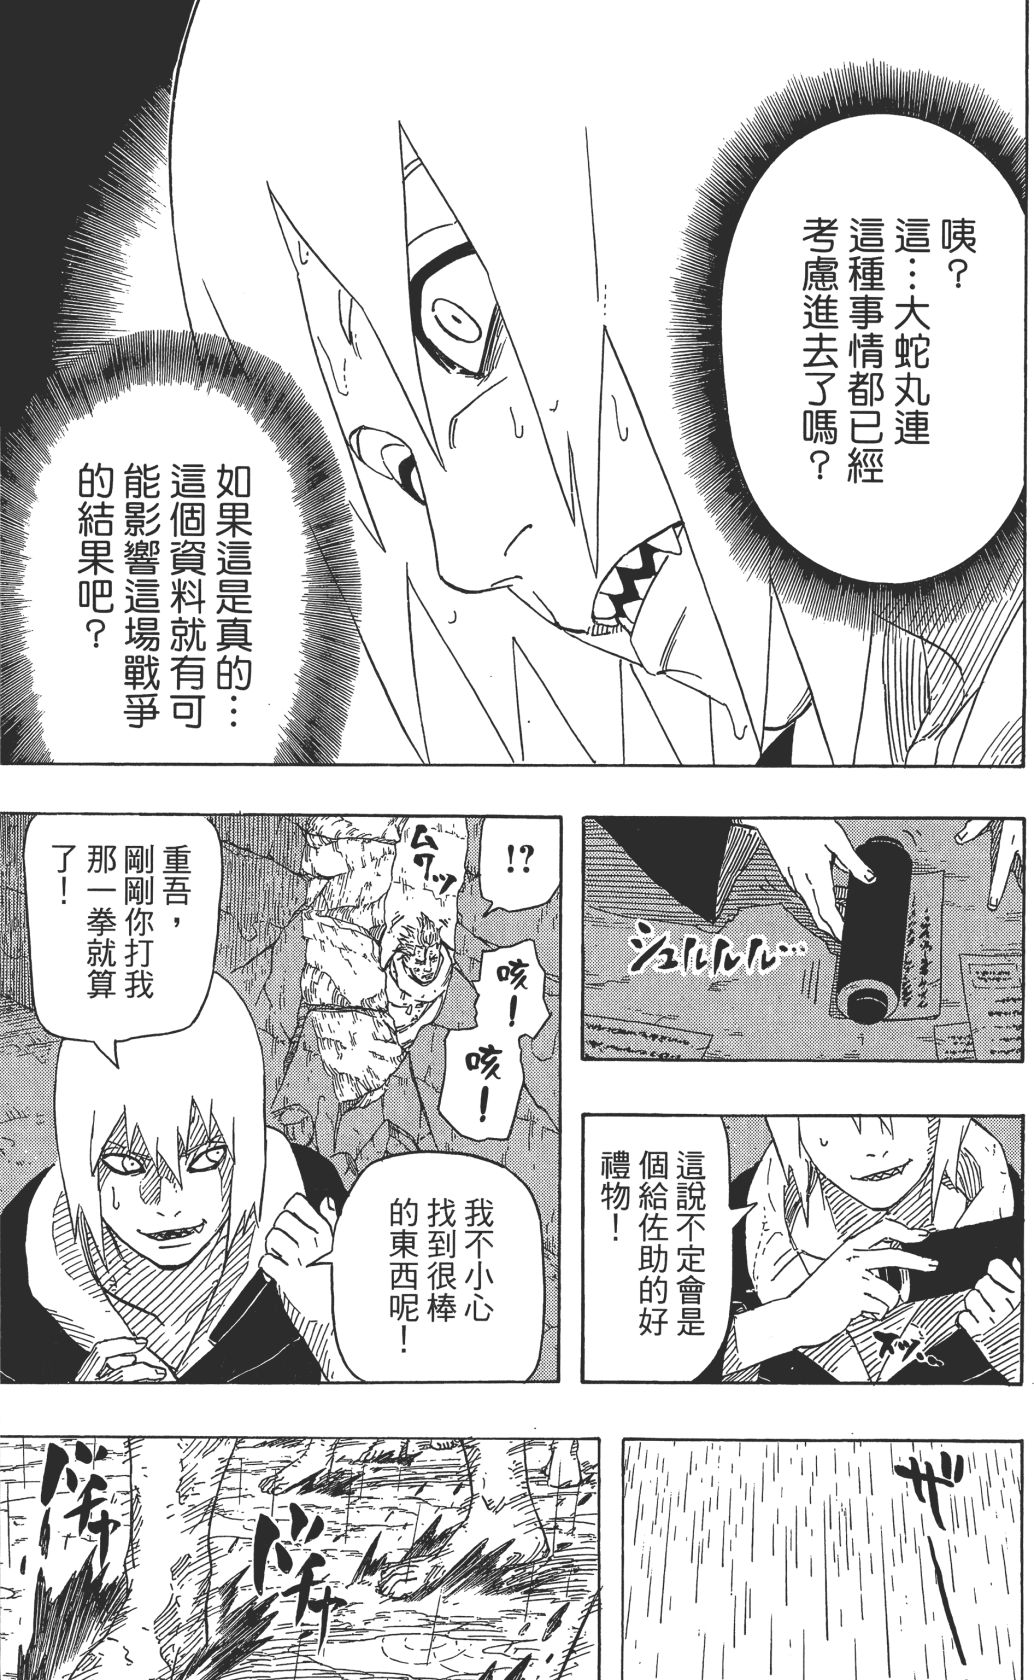 咦？
這…大蛇丸連
這種事情都已經
考慮進去了嗎？
如果這是真的…
這個資料就有可
能影響這場戰爭
的結果吧？
シュルルル…
這說不定會是
個給佐助的好
禮物！
!?
ムクッ
咳！
咳！
重吾，
剛剛你打我
那一拳就算
了！
我不小心
找到很棒
的東西呢！
ザー
バチャ
バチャ